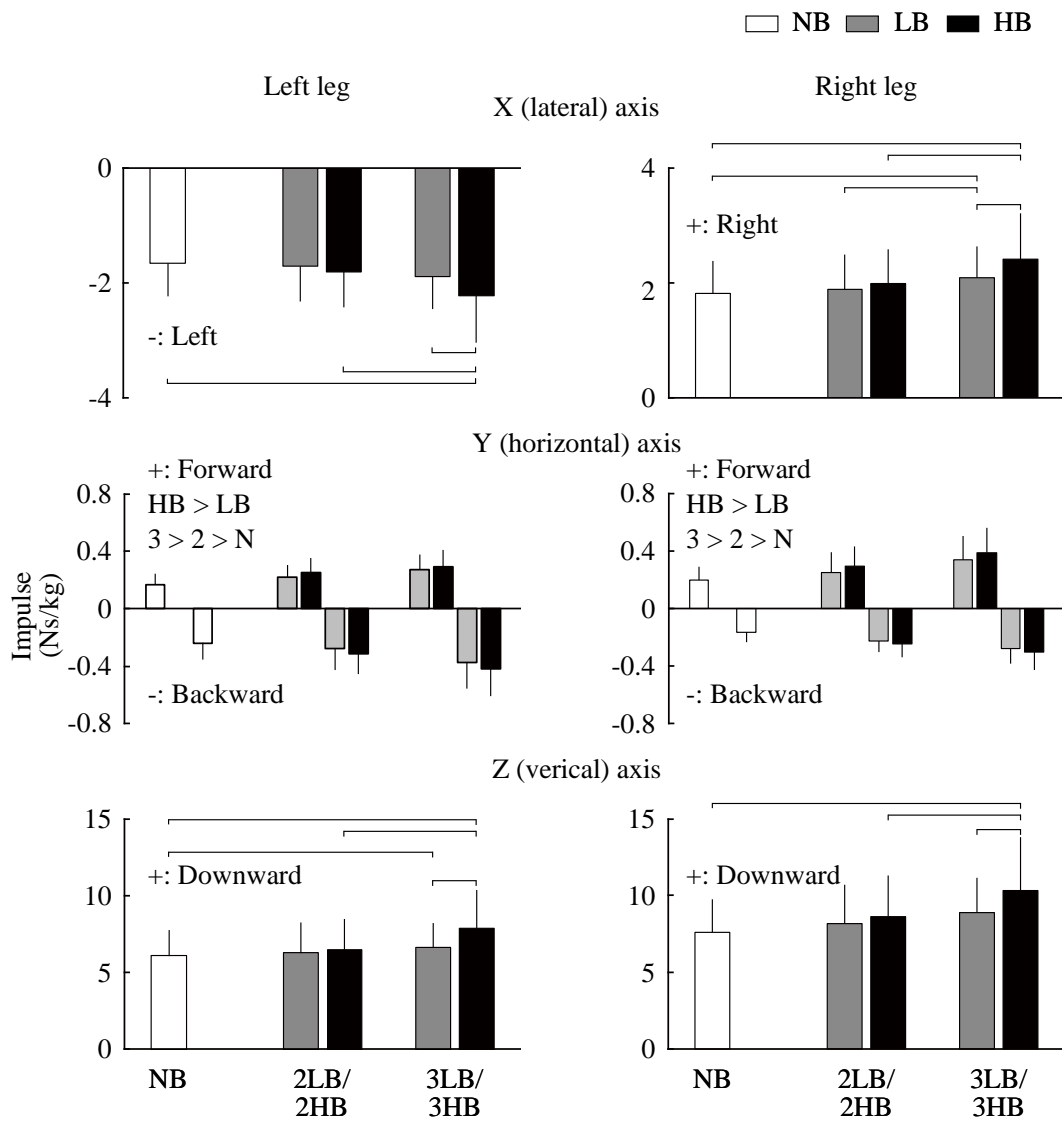 NB LB HB
Left leg Right leg
X (lateral) axis
0
-2
-4
-: Left
4
2
0
+: Right
Y (horizontal) axis
+: Forward
HB > LB
3 > 2 > N
0.8
0.4
0
-0.4
-0.8
-: Backward
Impulse
(Ns/kg)
+: Forward
HB > LB
3 > 2 > N
0.8
0.4
0
-0.4
-0.8
-: Backward
Z (verical) axis
15
10
5
0
+: Downward
15
10
5
0
+: Downward
NB 2LB/ 3LB/
2HB 3HB
NB 2LB/ 3LB/
2HB 3HB